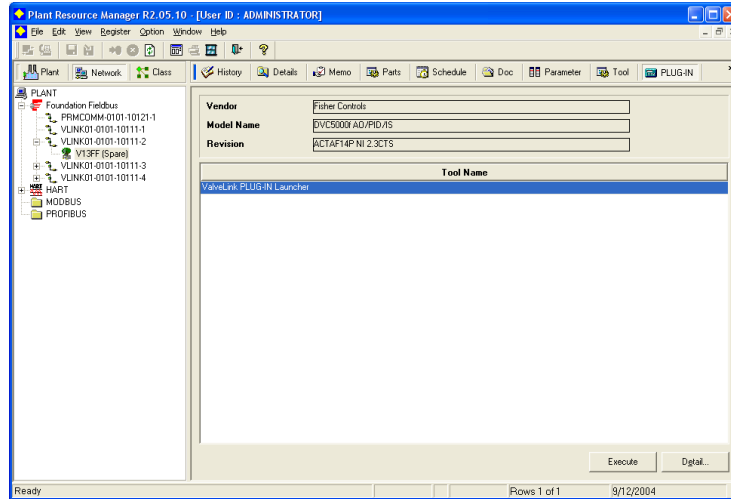 Plant Resource Manager R2.05.10 - [User ID : ADMINISTRATOR]
File Edit View Register Option Window Help
Plant Network Class History Details Memo Parts Schedule Doc Parameter Tool PLUG-IN
PLANT
Foundation Fieldbus
PRMCOMM-0101-10121-1
VLINK01-0101-10111-1
VLINK01-0101-10111-2
V13FF (Spare)
VLINK01-0101-10111-3
VLINK01-0101-10111-4
HART
MODBUS
PROFIBUS
Vendor Fisher Controls
Model Name DVC5000f AO/PID/IS
Revision ACTAF14P NI 2.3CTS
Tool Name
ValveLink PLUG-IN Launcher
Execute Detail...
Ready Rows 1 of 1 9/12/2004